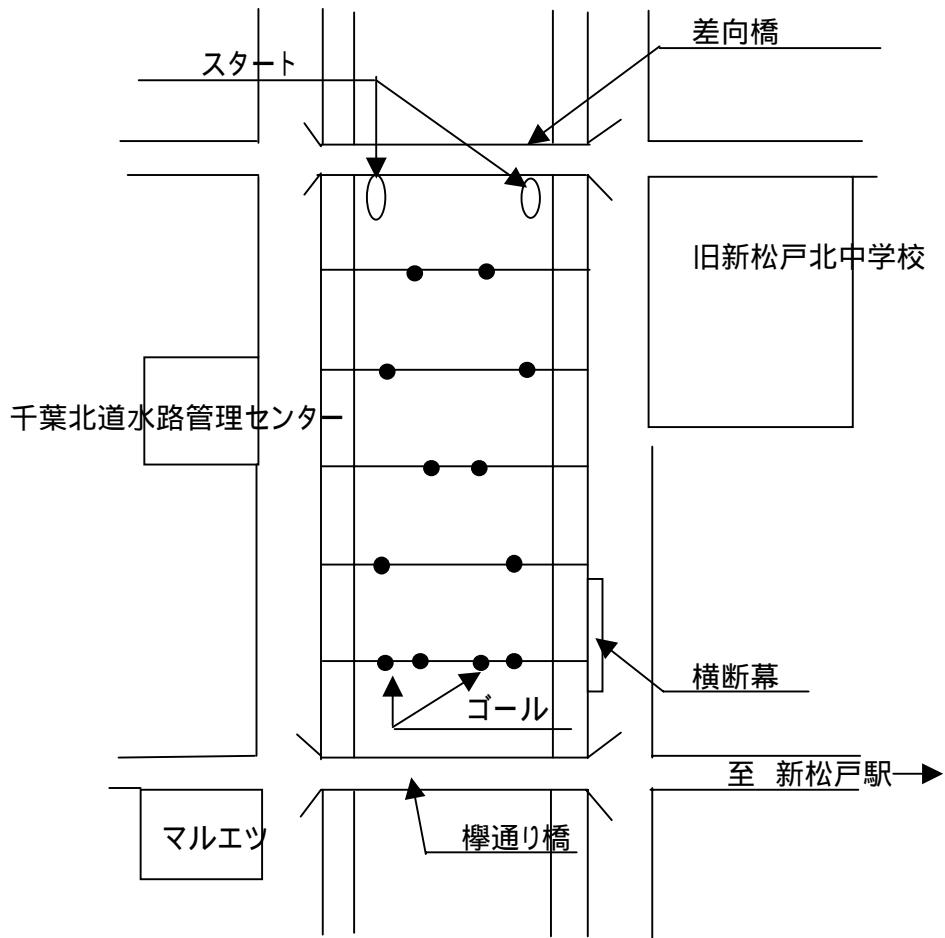 差向橋
スタート
旧新松戸北中学校
千葉北道水路管理センター
横断幕
ゴール
至 新松戸駅
マルエツ
欅通り橋